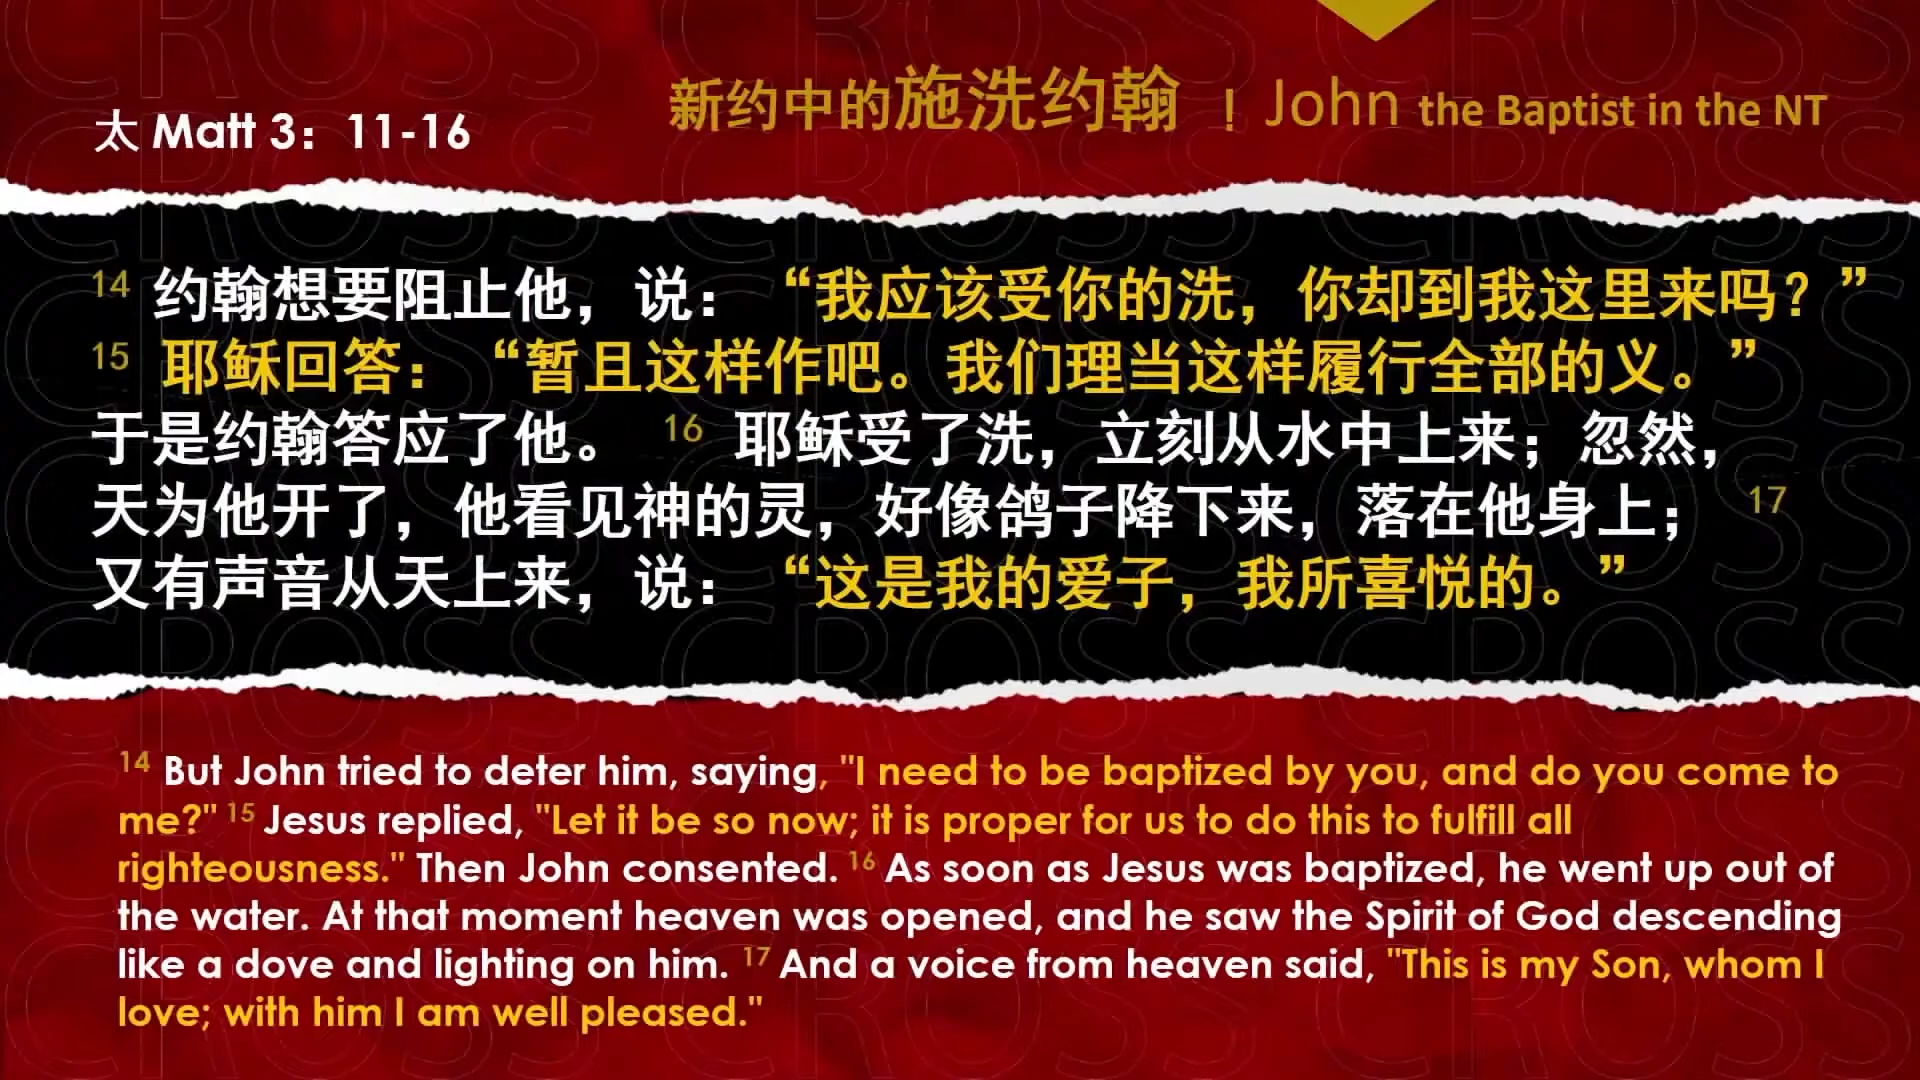 新约中的施洗约翰 ! John the Baptist in the NT
太 Matt 3：11-16
14 约翰想要阻止他，说：“我应该受你的洗，你却到我这里来吗？”
15 耶稣回答：“暂且这样作吧。我们理当这样履行全部的义。”
于是约翰答应了他。 16 耶稣受了洗，立刻从水中上来；忽然，
天为他开了，他看见神的灵，好像鸽子降下来，落在他身上； 17
又有声音从天上来，说：“这是我的爱子，我所喜悦的。”
14 But John tried to deter him, saying, "I need to be baptized by you, and do you come to
me?" 15 Jesus replied, "Let it be so now; it is proper for us to do this to fulfill all
righteousness." Then John consented. 16 As soon as Jesus was baptized, he went up out of
the water. At that moment heaven was opened, and he saw the Spirit of God descending
like a dove and lighting on him. 17 And a voice from heaven said, "This is my Son, whom I
love; with him I am well pleased."